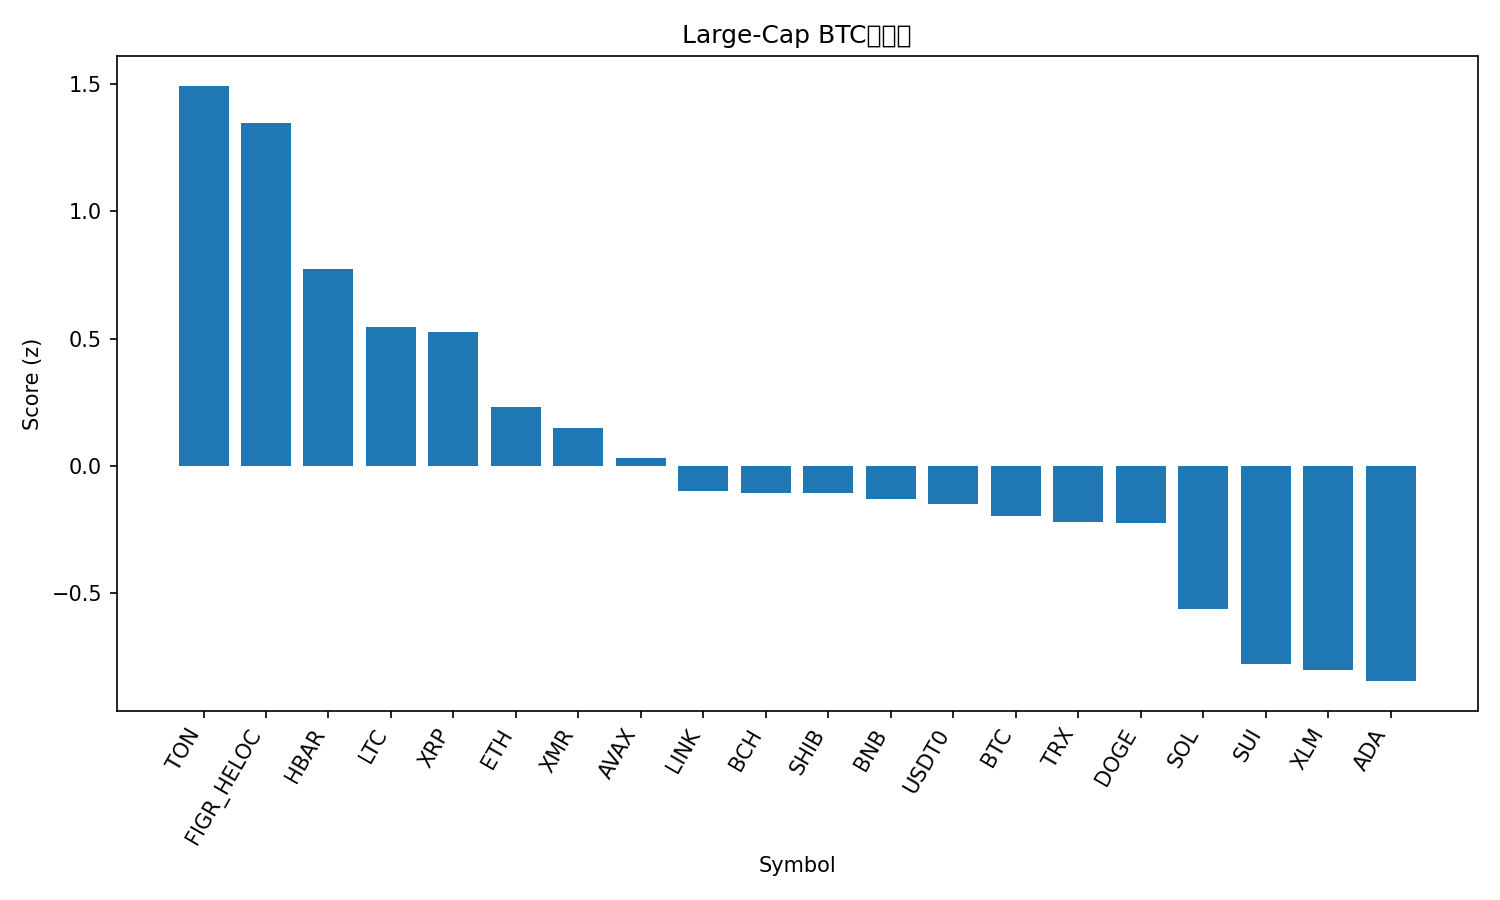 Large-Cap BTC
1.5
1.0
0.5
0.0
−0.5
Score (z)
TON
FIGR_HELOC
HBAR
LTC
XRP
ETH
XMR
AVAX
LINK
BCH
SHIB
BNB
USDT0
BTC
TRX
DOGE
SOL
SUI
XLM
ADA
Symbol